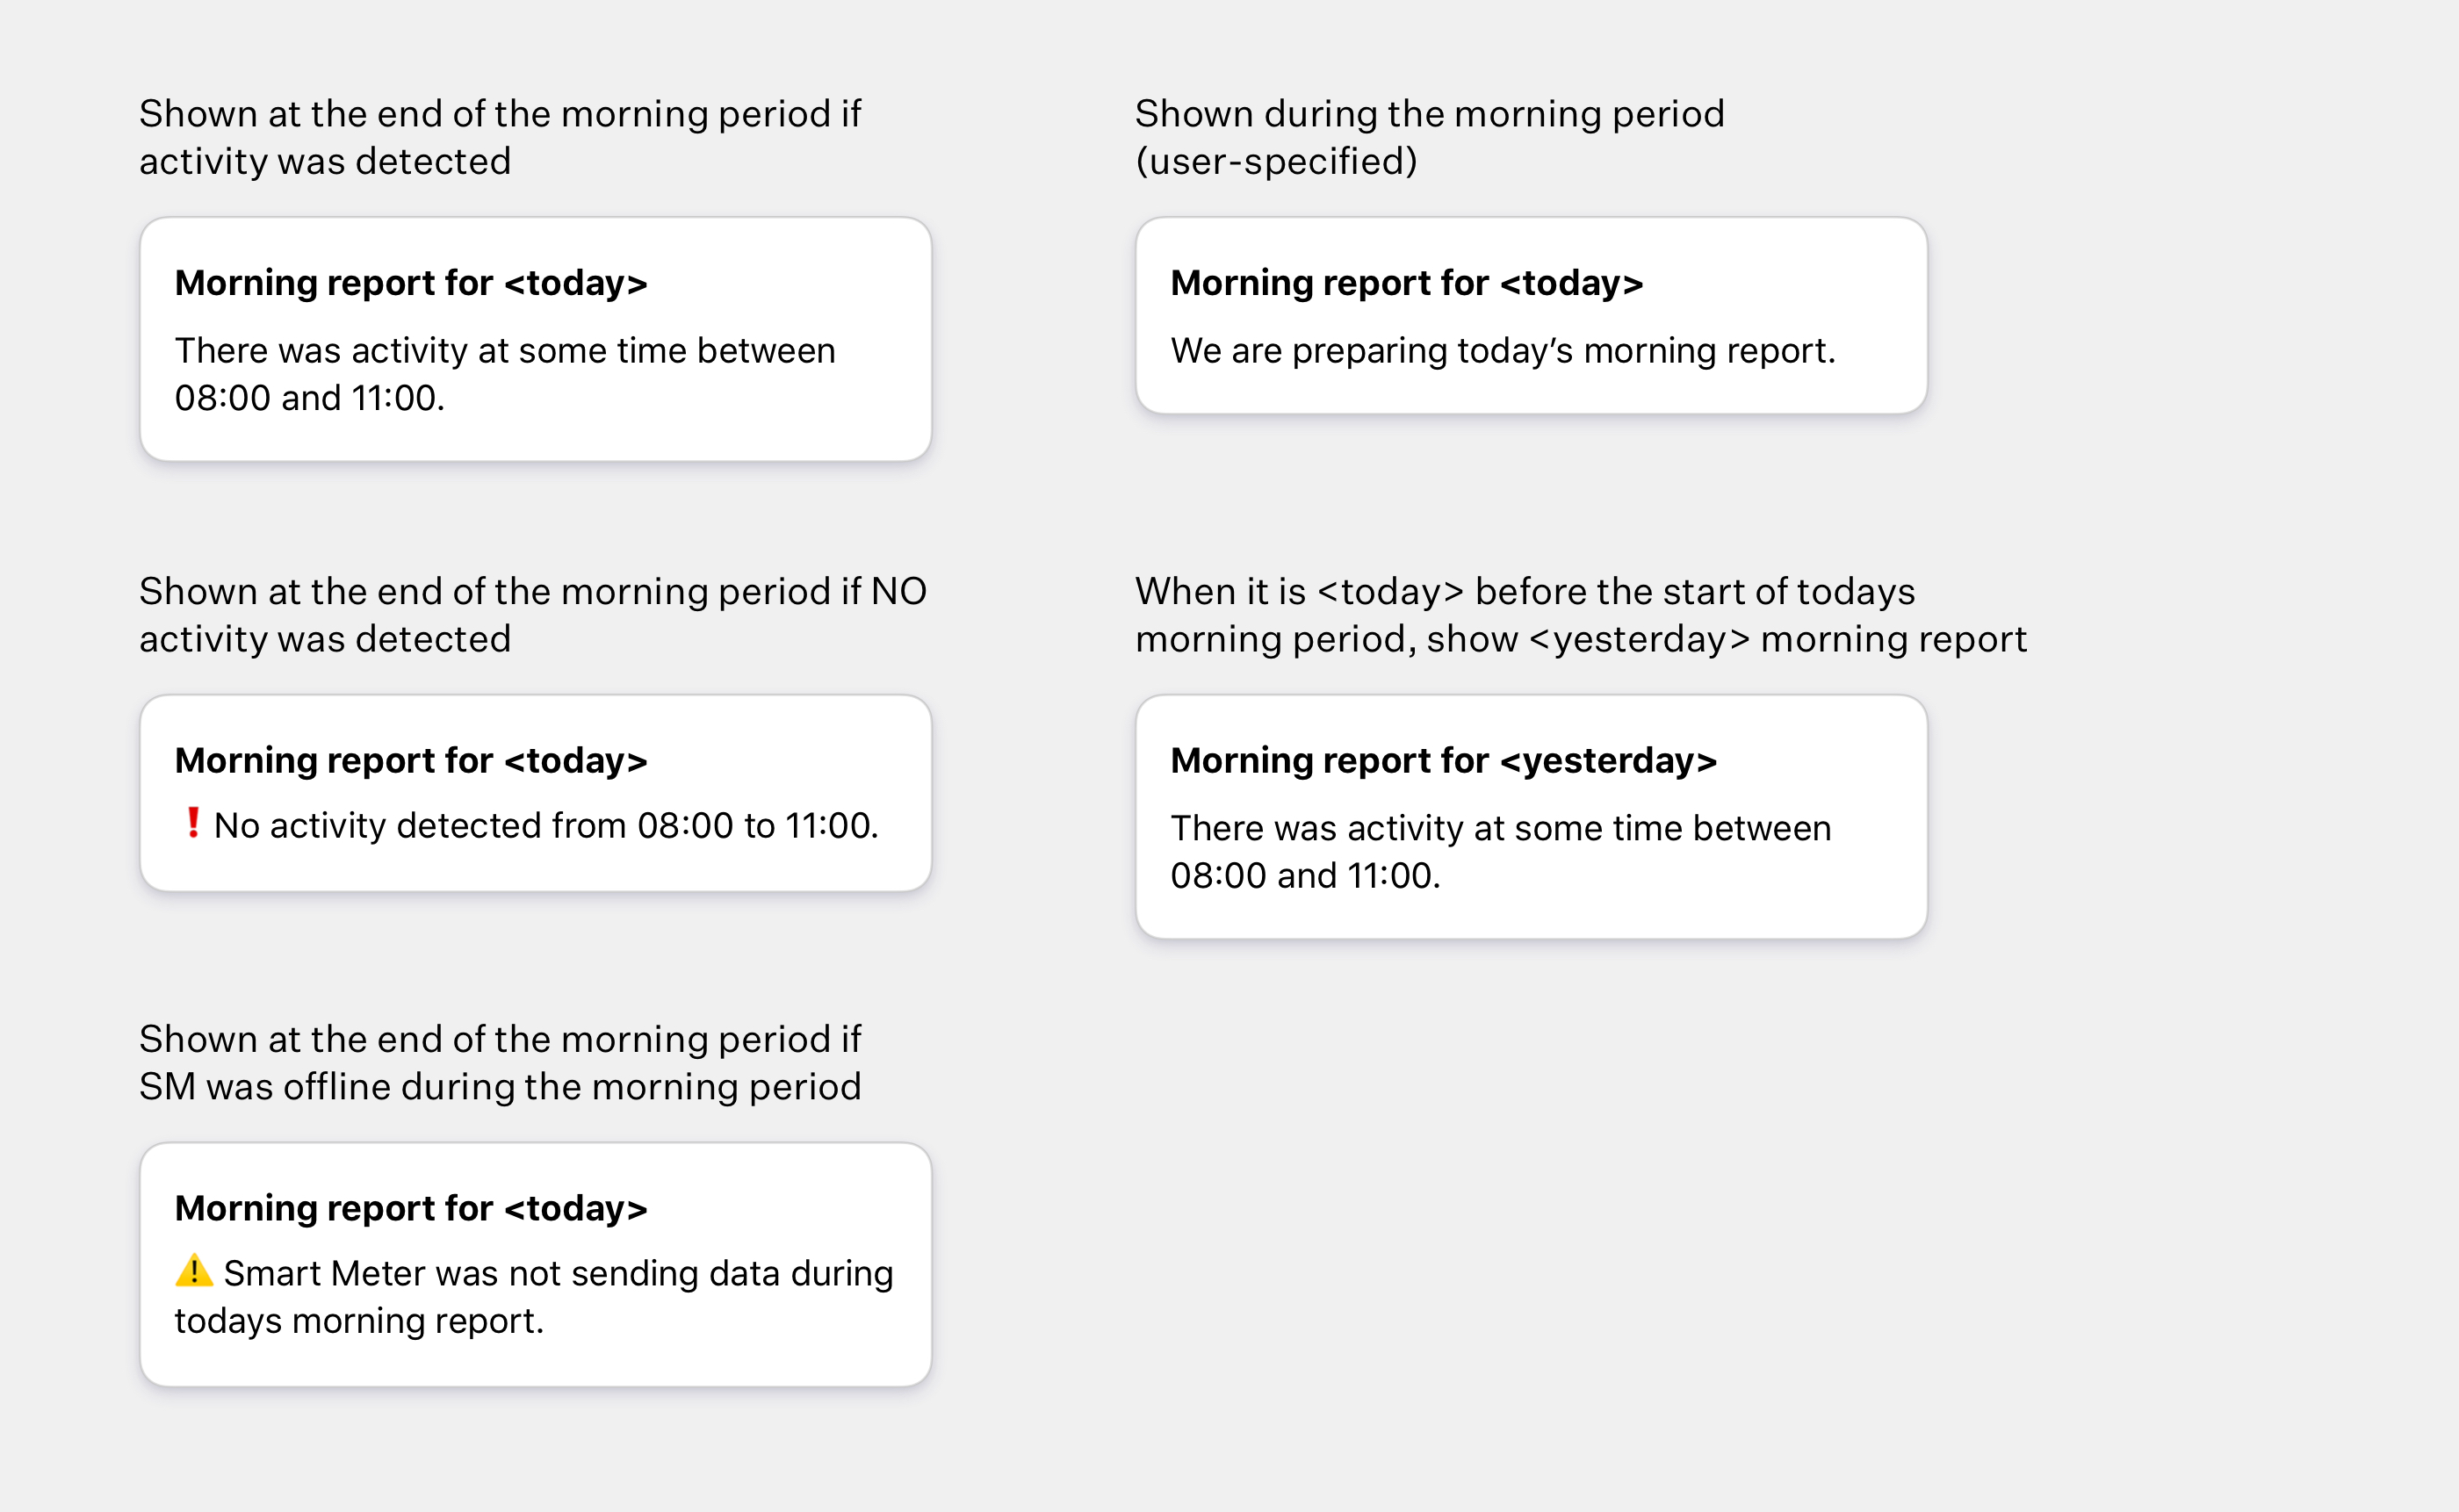 Shown at the end of the morning period if
activity was detected
Morning report for <today>
There was activity at some time between
08:00 and 11:00.
Shown during the morning period
(user-specified)
Morning report for <today>
We are preparing today’s morning report.
Shown at the end of the morning period if NO
activity was detected
Morning report for <today>
❗ No activity detected from 08:00 to 11:00.
When it is <today> before the start of todays
morning period, show <yesterday> morning report
Morning report for <yesterday>
There was activity at some time between
08:00 and 11:00.
Shown at the end of the morning period if
SM was offline during the morning period
Morning report for <today>
⚠️ Smart Meter was not sending data during
todays morning report.